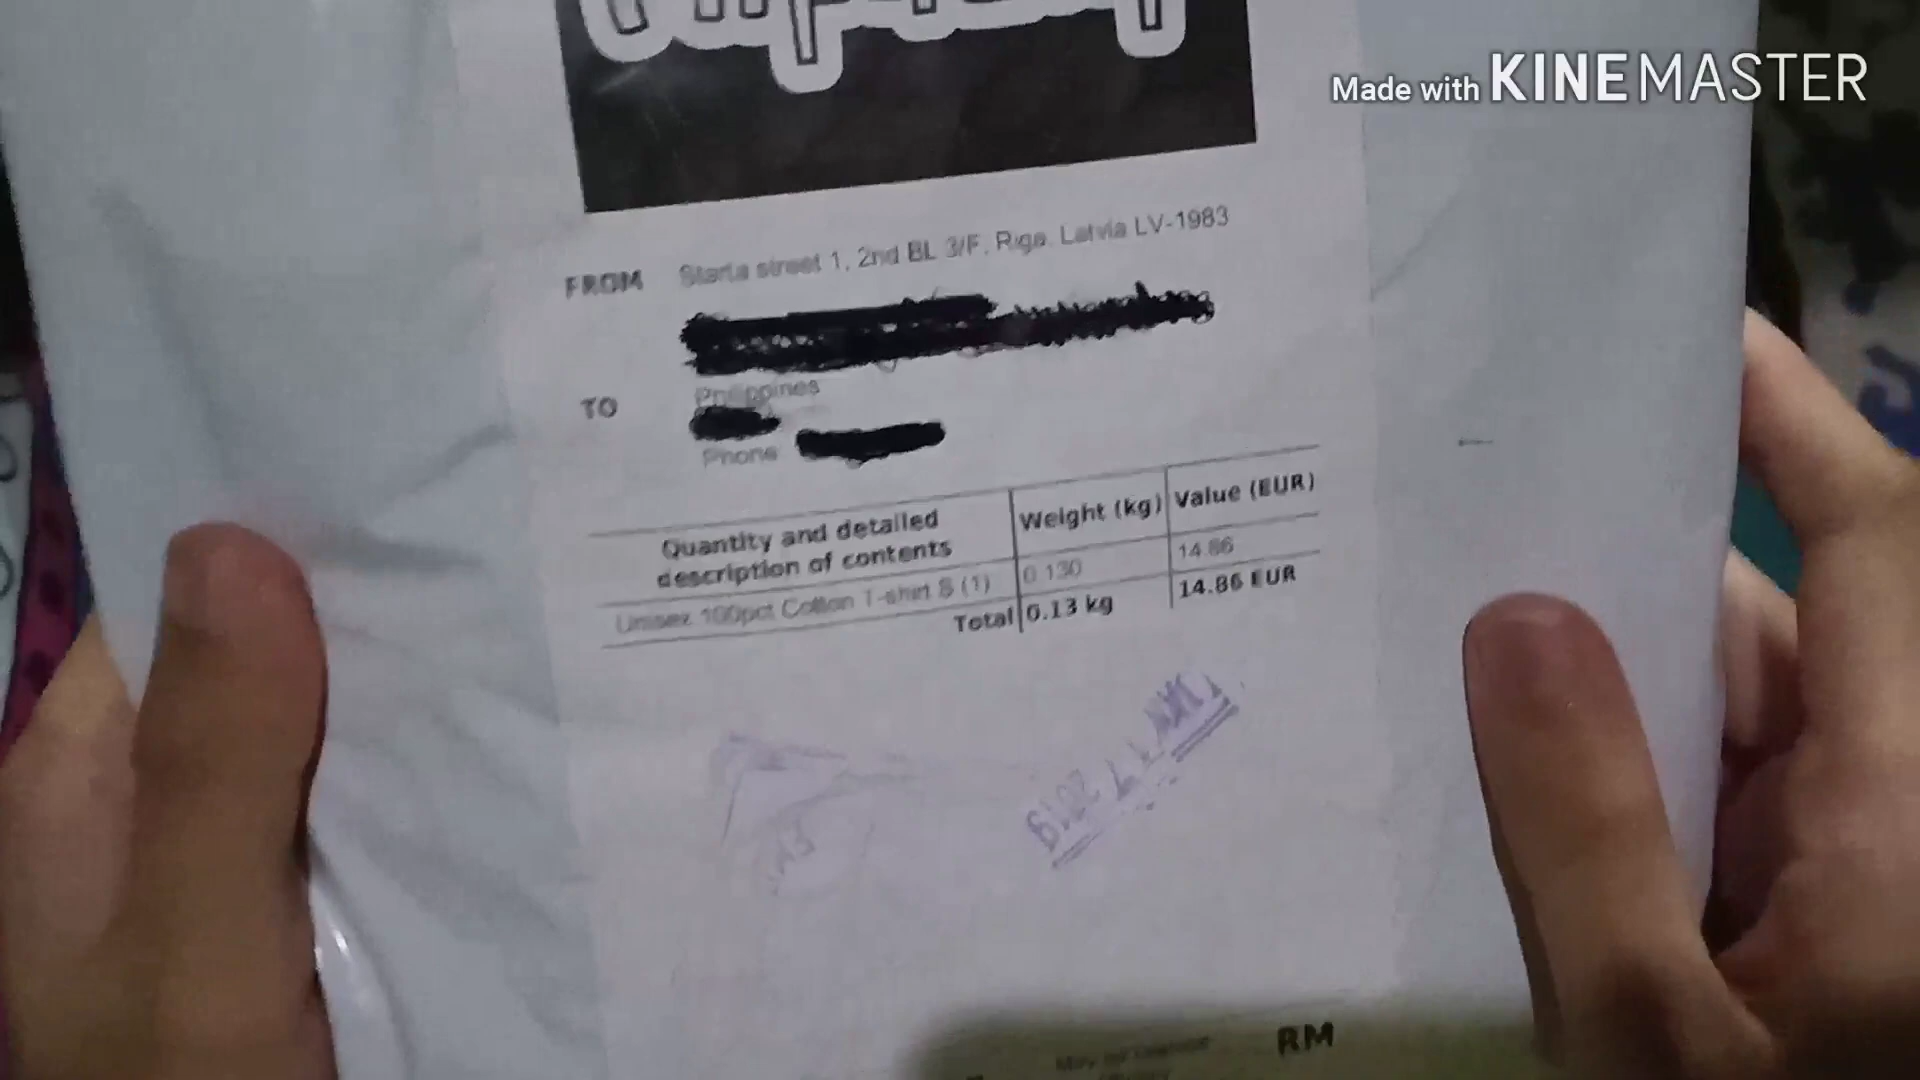 Made with KINEMASTER
FROM Starta street 1, 2nd BL 3/F, Riga, Latvia LV-1983
TO Philippines
Phone
Quantity and detailed description of contents Weight (kg) Value (EUR)
Unisex 100pct Cotton T-shirt S (1) 0.130 14.86
Total 0.13 kg 14.86 EUR
2019
RM